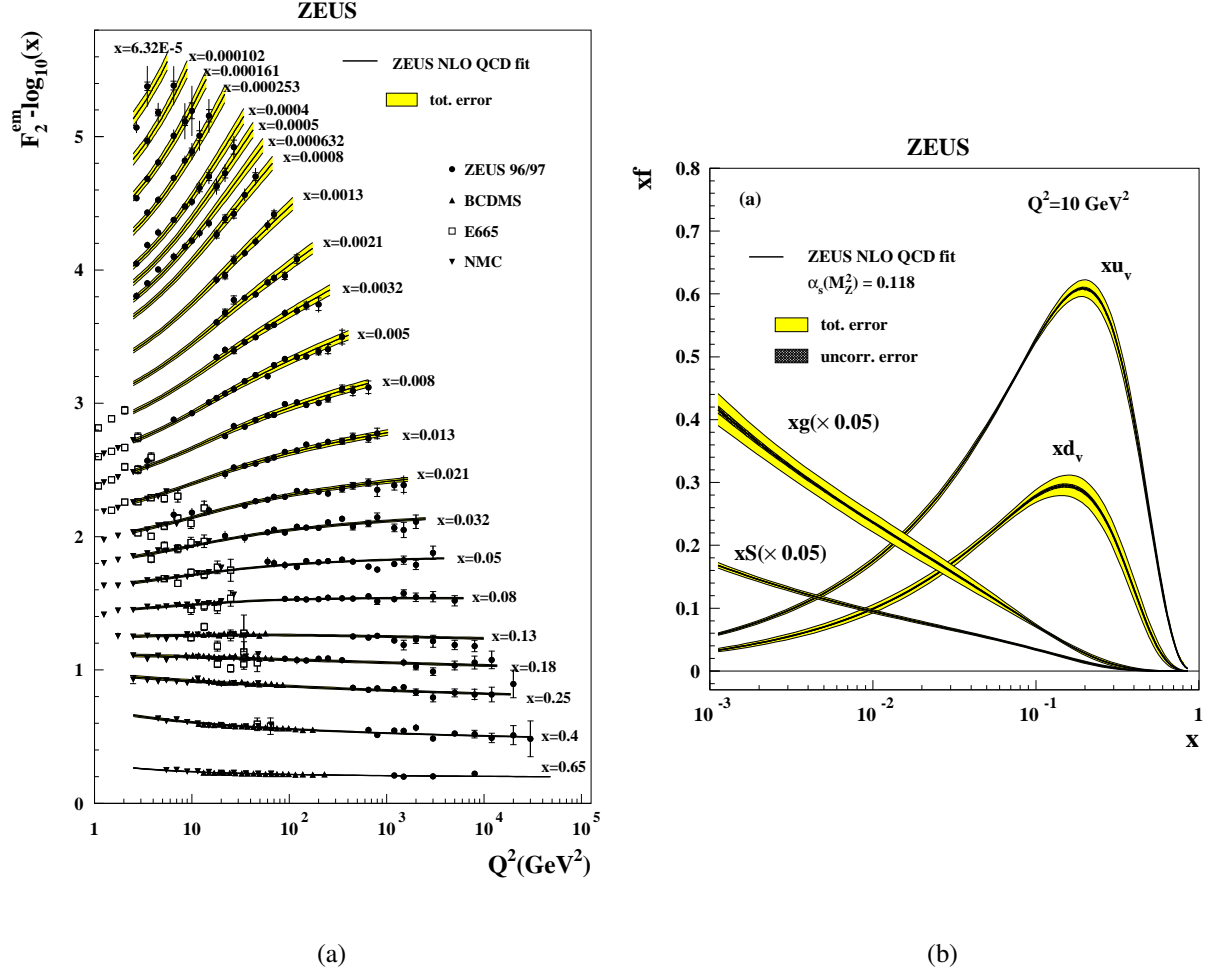 ZEUS
F₂ᵉᵐ-log₁₀(x)
x=6.32E-5
x=0.000102
x=0.000161
x=0.000253
x=0.0004
x=0.0005
x=0.000632
x=0.0008
x=0.0013
x=0.0021
x=0.0032
x=0.005
x=0.008
x=0.013
x=0.021
x=0.032
x=0.05
x=0.08
x=0.13
x=0.18
x=0.25
x=0.4
x=0.65
ZEUS NLO QCD fit
tot. error
ZEUS 96/97
BCDMS
E665
NMC
5
4
3
2
1
0
1 10 10² 10³ 10⁴ 10⁵
Q²(GeV²)
(a)
ZEUS
xf
(a)
Q²=10 GeV²
ZEUS NLO QCD fit
αₛ(M_Z²) = 0.118
tot. error
uncorr. error
xuᵥ
xdᵥ
xg(× 0.05)
xS(× 0.05)
0.8
0.7
0.6
0.5
0.4
0.3
0.2
0.1
0
10⁻³ 10⁻² 10⁻¹ 1
x
(b)